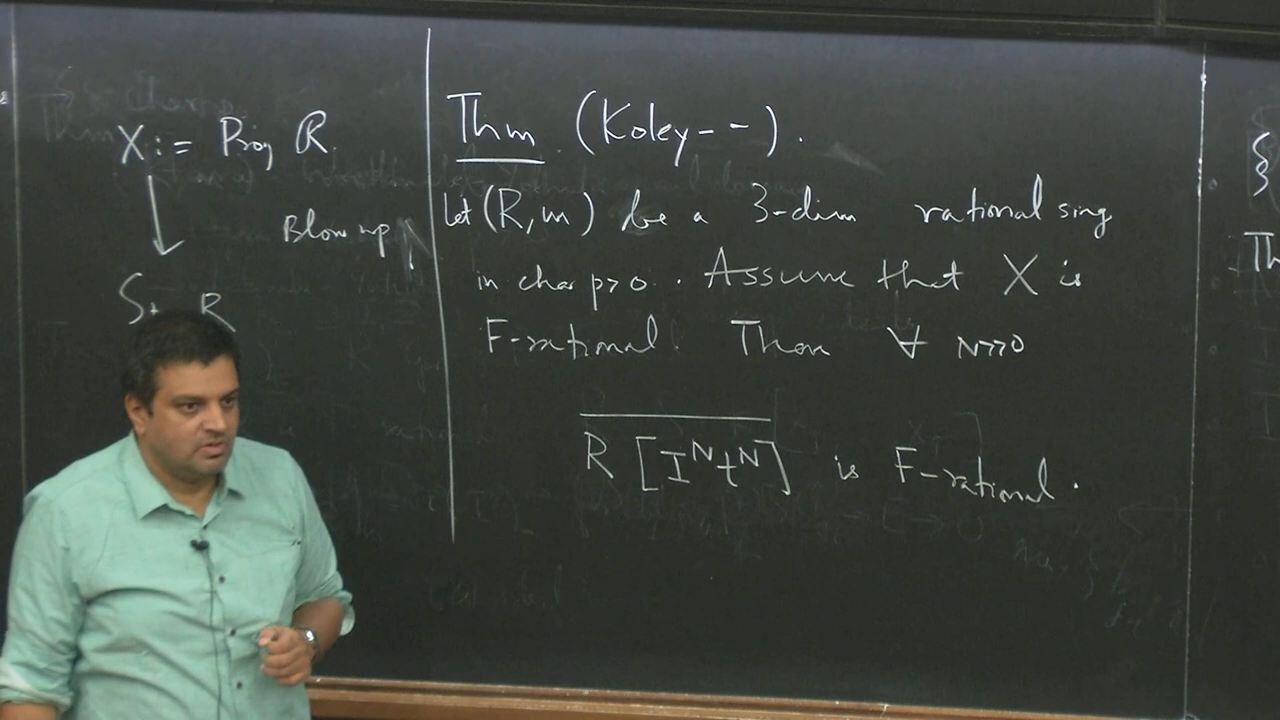 X := Proj R.
Blow up
R
Thm (Koley--).
Let (R, m) be a 3-dim rational sing
in char p>0. Assume that X is
F-rational. Then ∀ N>>0
R [I^N t^N] is F-rational.
Th